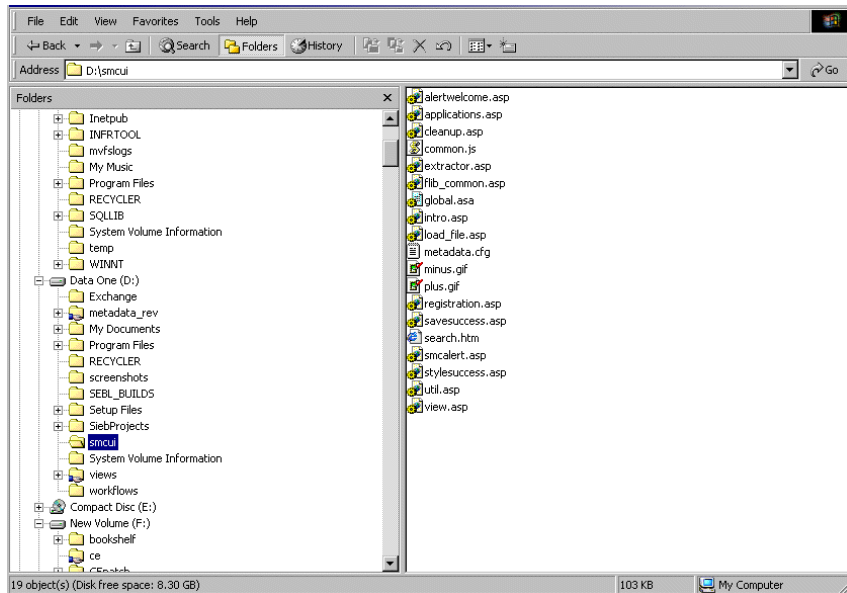 File Edit View Favorites Tools Help
Back Search Folders History
Address D:\smcui Go
Folders
Inetpub
INFRTOOL
mvfslogs
My Music
Program Files
RECYCLER
SQLLIB
System Volume Information
temp
WINNT
Data One (D:)
Exchange
metadata_rev
My Documents
Program Files
RECYCLER
screenshots
SEBL_BUILDS
Setup Files
SiebProjects
smcui
System Volume Information
views
workflows
Compact Disc (E:)
New Volume (F:)
bookshelf
ce
CEpatch
alertwelcome.asp
applications.asp
cleanup.asp
common.js
extractor.asp
flib_common.asp
global.asa
intro.asp
load_file.asp
metadata.cfg
minus.gif
plus.gif
registration.asp
savesuccess.asp
search.htm
smcalert.asp
stylesuccess.asp
util.asp
view.asp
19 object(s) (Disk free space: 8.30 GB) 103 KB My Computer